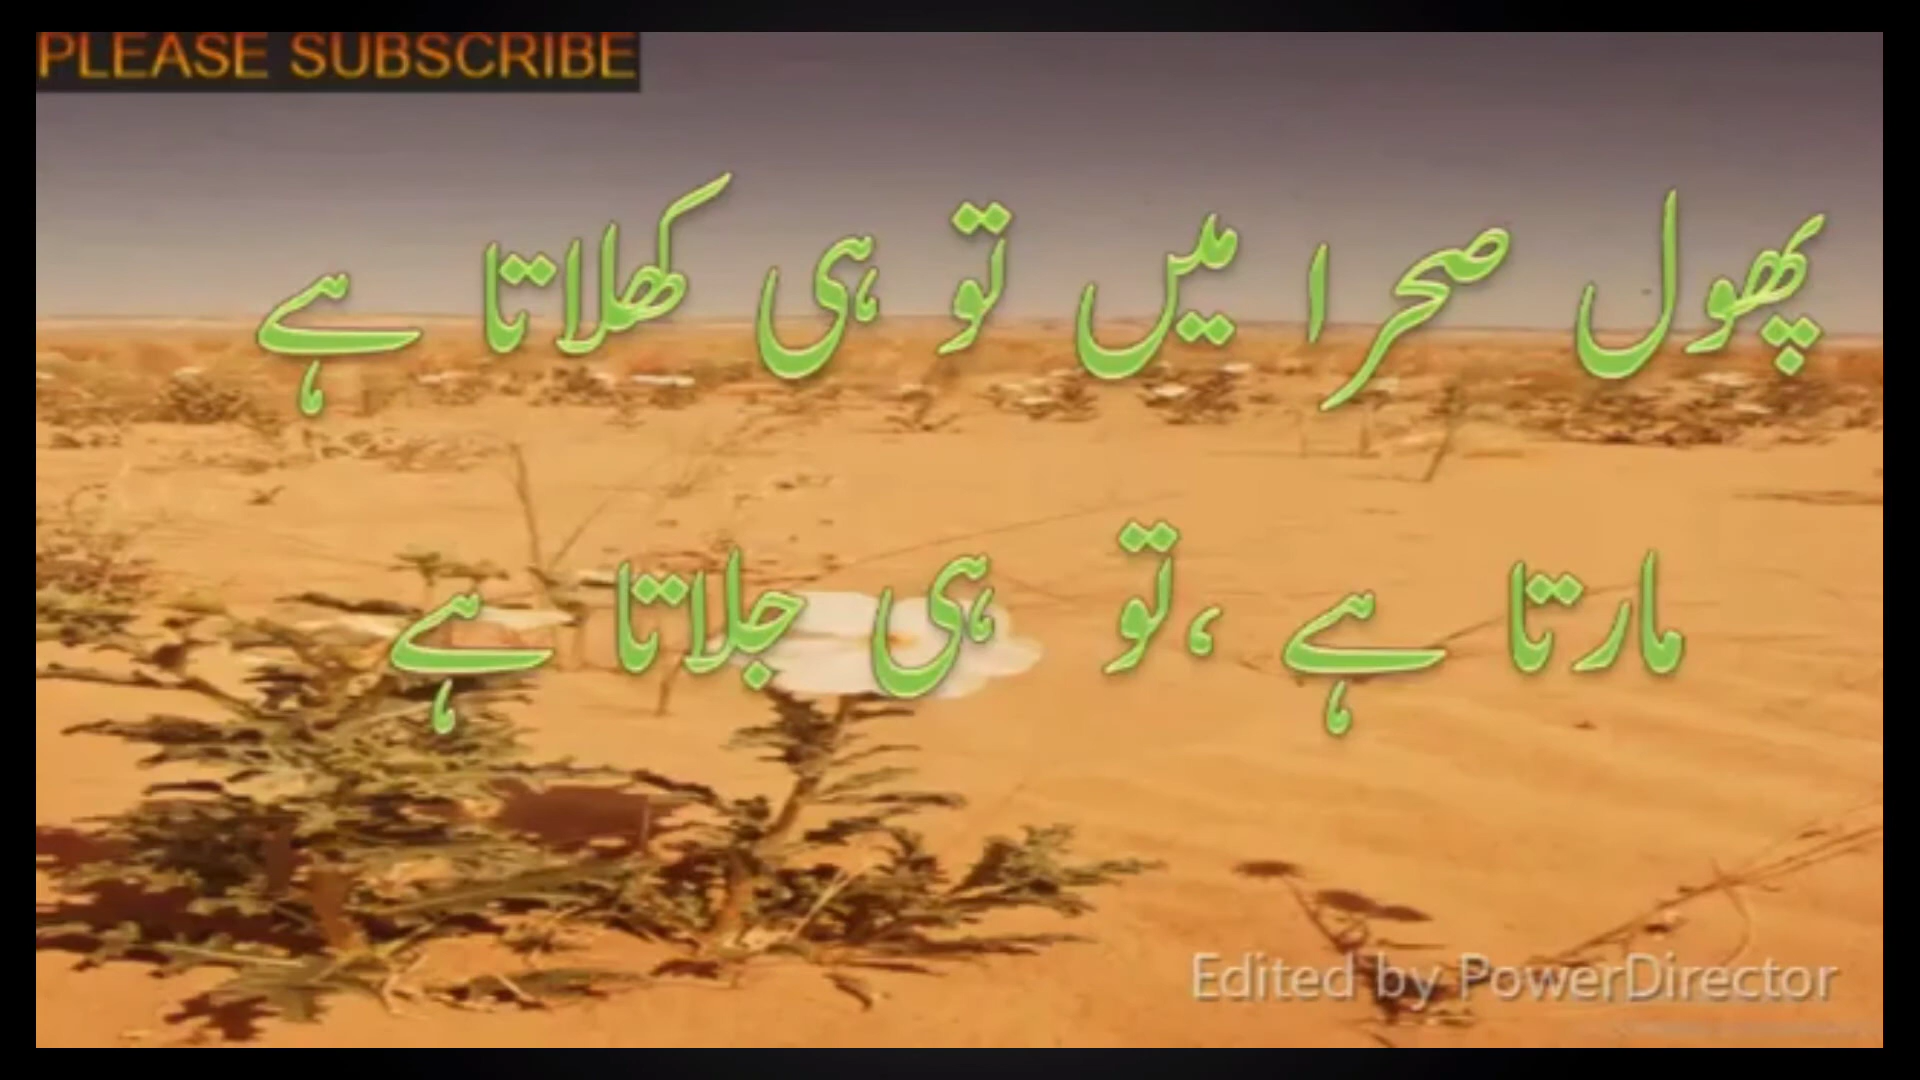 PLEASE SUBSCRIBE
پھول صحرا میں تو ہی کھلاتا ہے
مارتا ہے ،تو ہی جلاتا ہے
Edited by PowerDirector